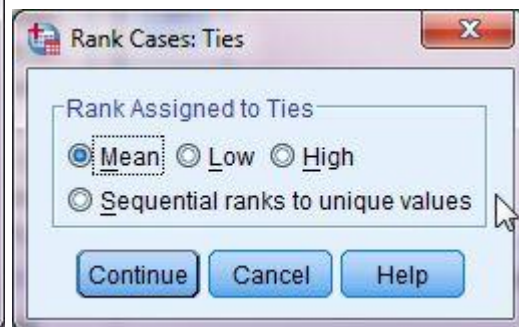 Rank Cases: Ties
Rank Assigned to Ties
Mean Low High
Sequential ranks to unique values
Continue Cancel Help